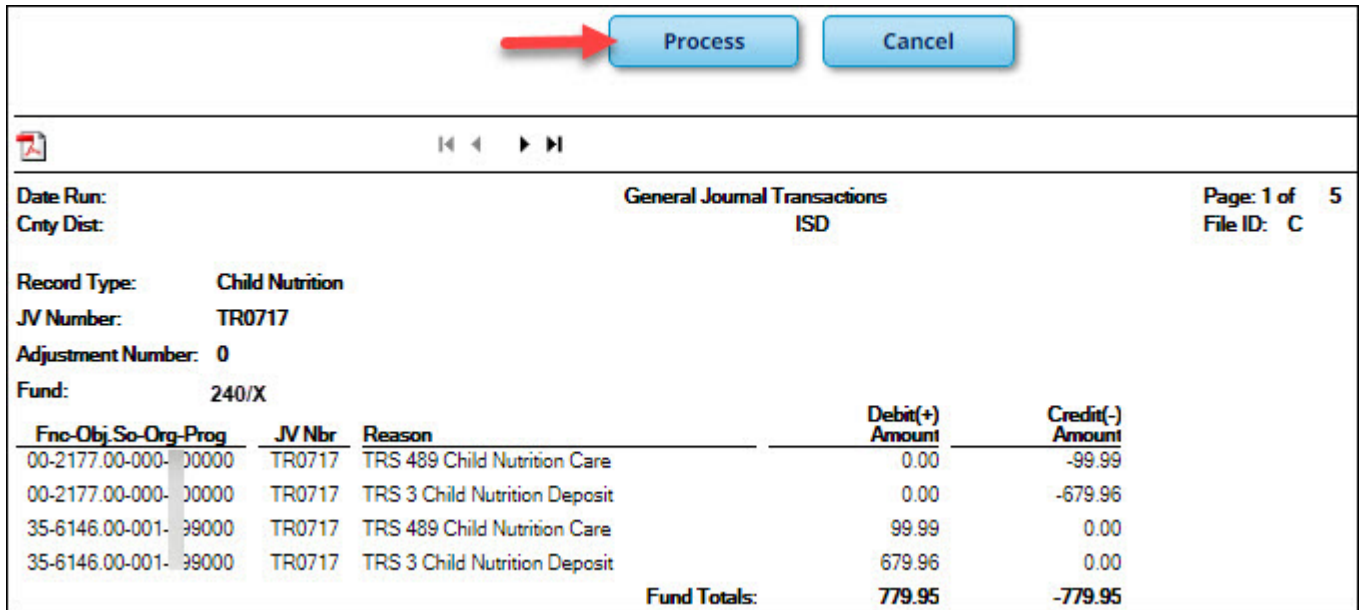 Process Cancel
Date Run: General Journal Transactions Page: 1 of 5
Cnty Dist: ISD File ID: C
Record Type: Child Nutrition
JV Number: TR0717
Adjustment Number: 0
Fund: 240/X
Debit(+) Credit(-)
Fnc-Obj.So-Org-Prog JV Nbr Reason Amount Amount
00-2177.00-000- 00000 TR0717 TRS 489 Child Nutrition Care 0.00 -99.99
00-2177.00-000- 00000 TR0717 TRS 3 Child Nutrition Deposit 0.00 -679.96
35-6146.00-001- 99000 TR0717 TRS 489 Child Nutrition Care 99.99 0.00
35-6146.00-001- 99000 TR0717 TRS 3 Child Nutrition Deposit 679.96 0.00
Fund Totals: 779.95 -779.95